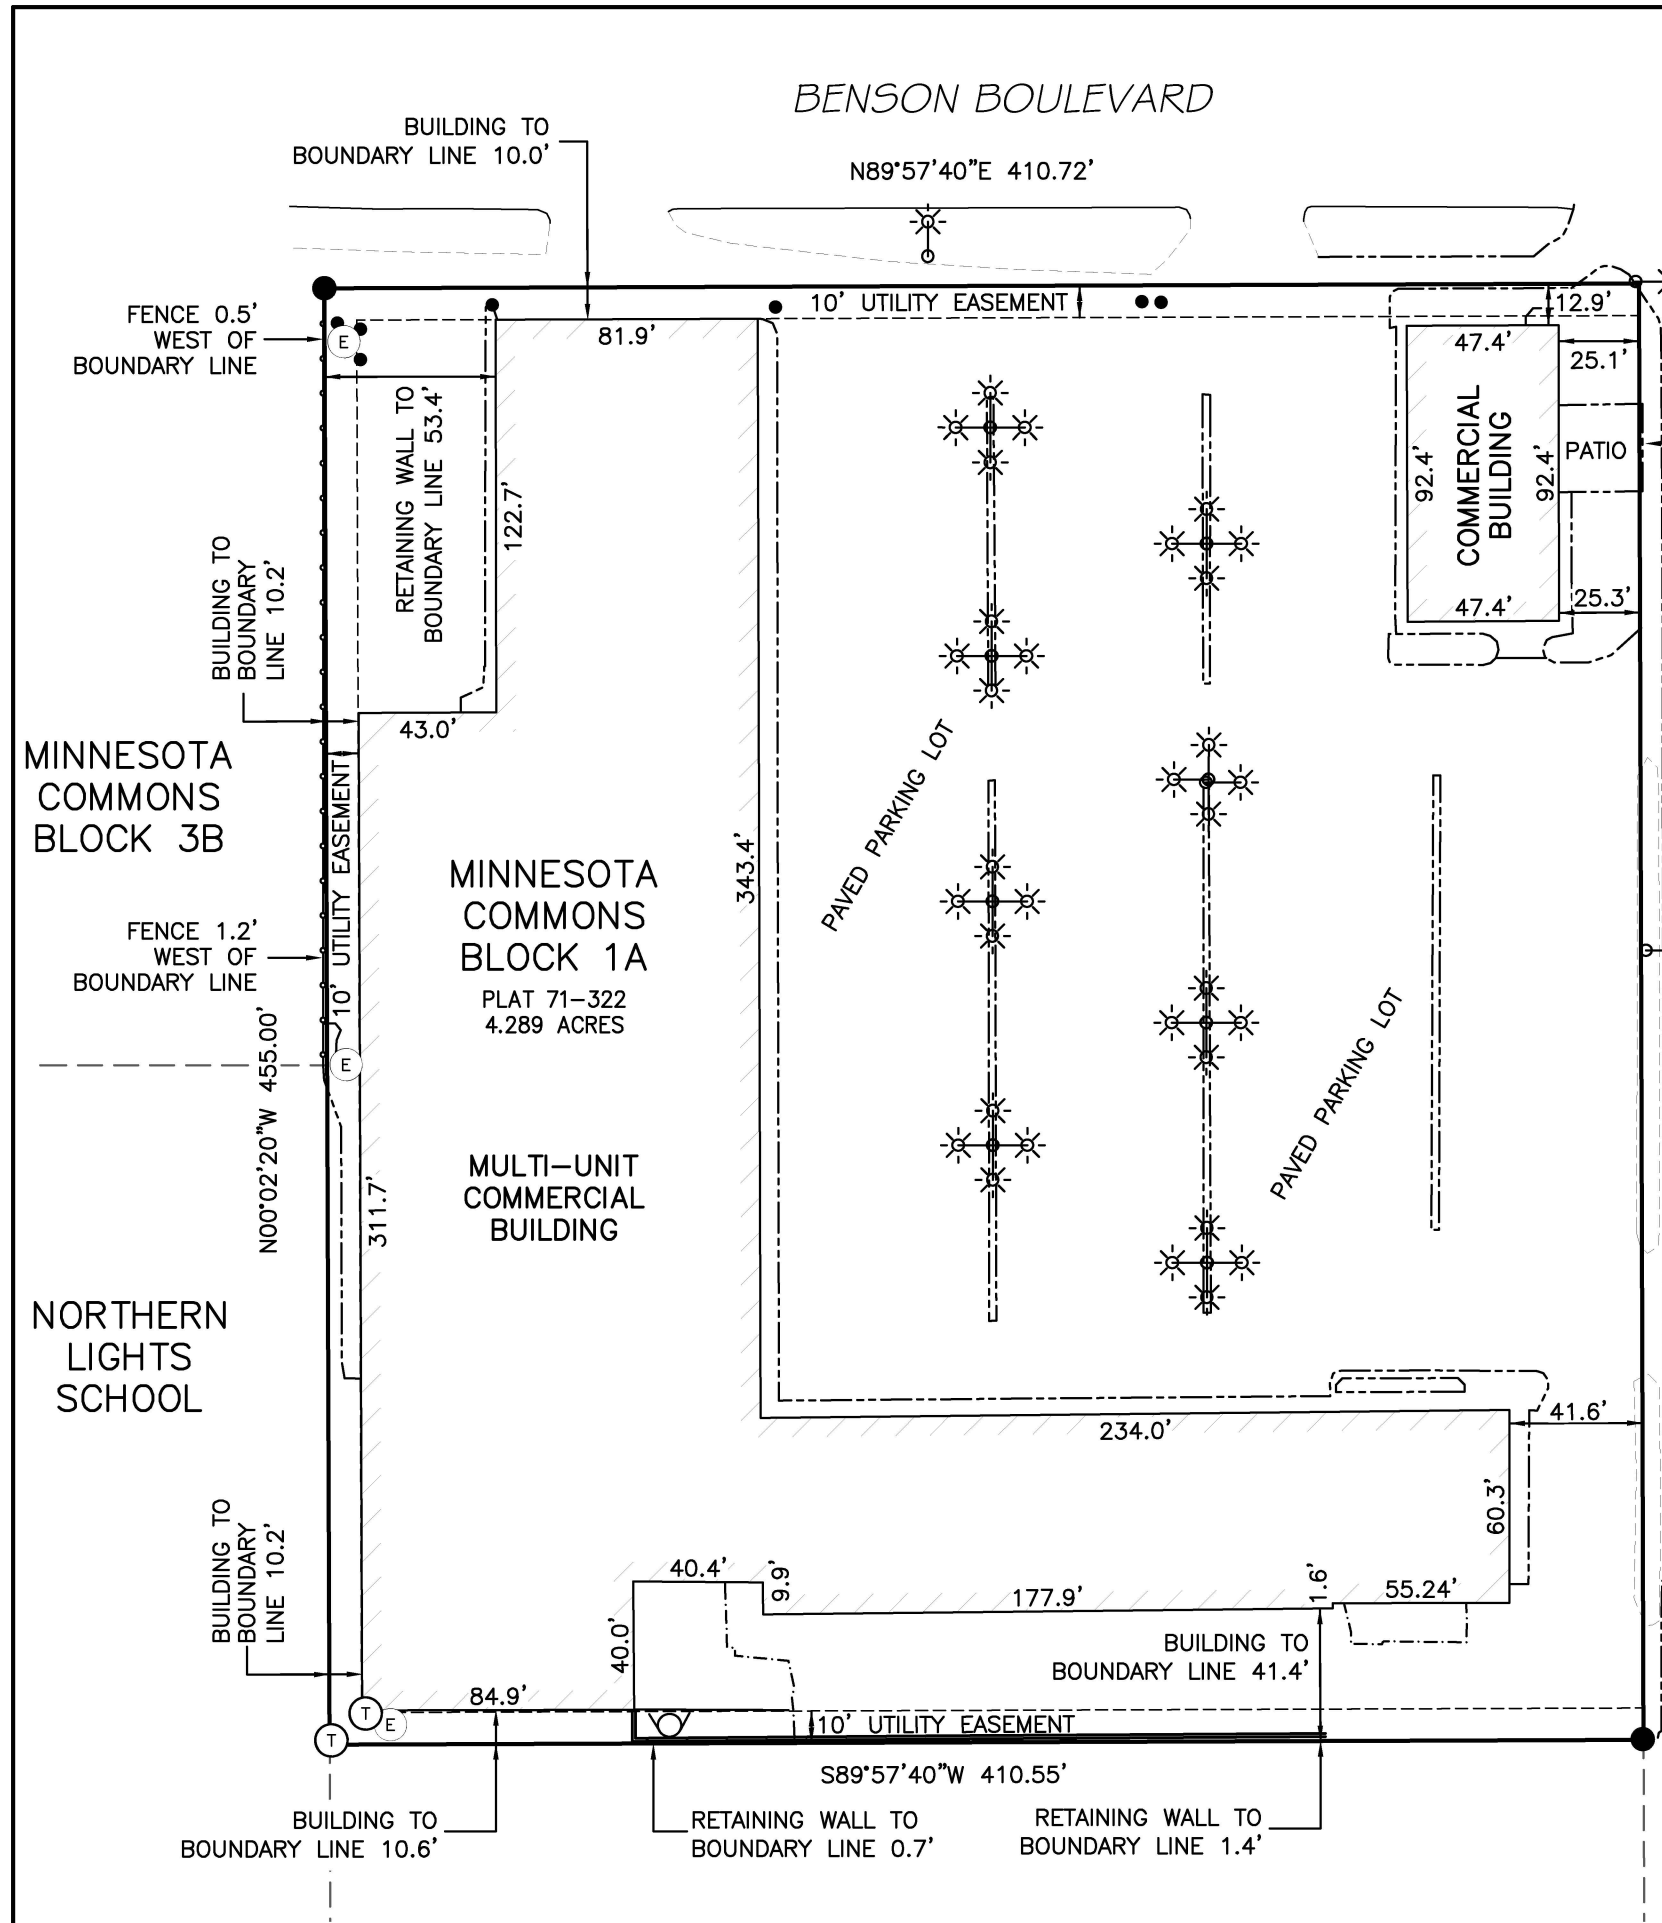 BENSON BOULEVARD
BUILDING TO
BOUNDARY LINE 10.0'
N89°57'40"E 410.72'
10' UTILITY EASEMENT
12.9'
FENCE 0.5'
WEST OF
BOUNDARY LINE
E
81.9'
47.4'
25.1'
RETAINING WALL TO
BOUNDARY LINE 53.4'
122.7'
92.4'
COMMERCIAL
BUILDING
92.4'
PATIO
47.4'
25.3'
BUILDING TO
BOUNDARY
LINE 10.2'
43.0'
MINNESOTA
COMMONS
BLOCK 3B
10' UTILITY EASEMENT
343.4'
PAVED PARKING LOT
MINNESOTA
COMMONS
BLOCK 1A
PLAT 71-322
4.289 ACRES
FENCE 1.2'
WEST OF
BOUNDARY LINE
N00°02'20"W 455.00'
E
PAVED PARKING LOT
311.7'
MULTI-UNIT
COMMERCIAL
BUILDING
NORTHERN
LIGHTS
SCHOOL
234.0'
41.6'
60.3'
BUILDING TO
BOUNDARY
LINE 10.2'
40.4'
9.9'
177.9'
1.6'
55.24'
40.0'
BUILDING TO
BOUNDARY LINE 41.4'
84.9'
T
E
T
10' UTILITY EASEMENT
S89°57'40"W 410.55'
BUILDING TO
BOUNDARY LINE 10.6'
RETAINING WALL TO
BOUNDARY LINE 0.7'
RETAINING WALL TO
BOUNDARY LINE 1.4'